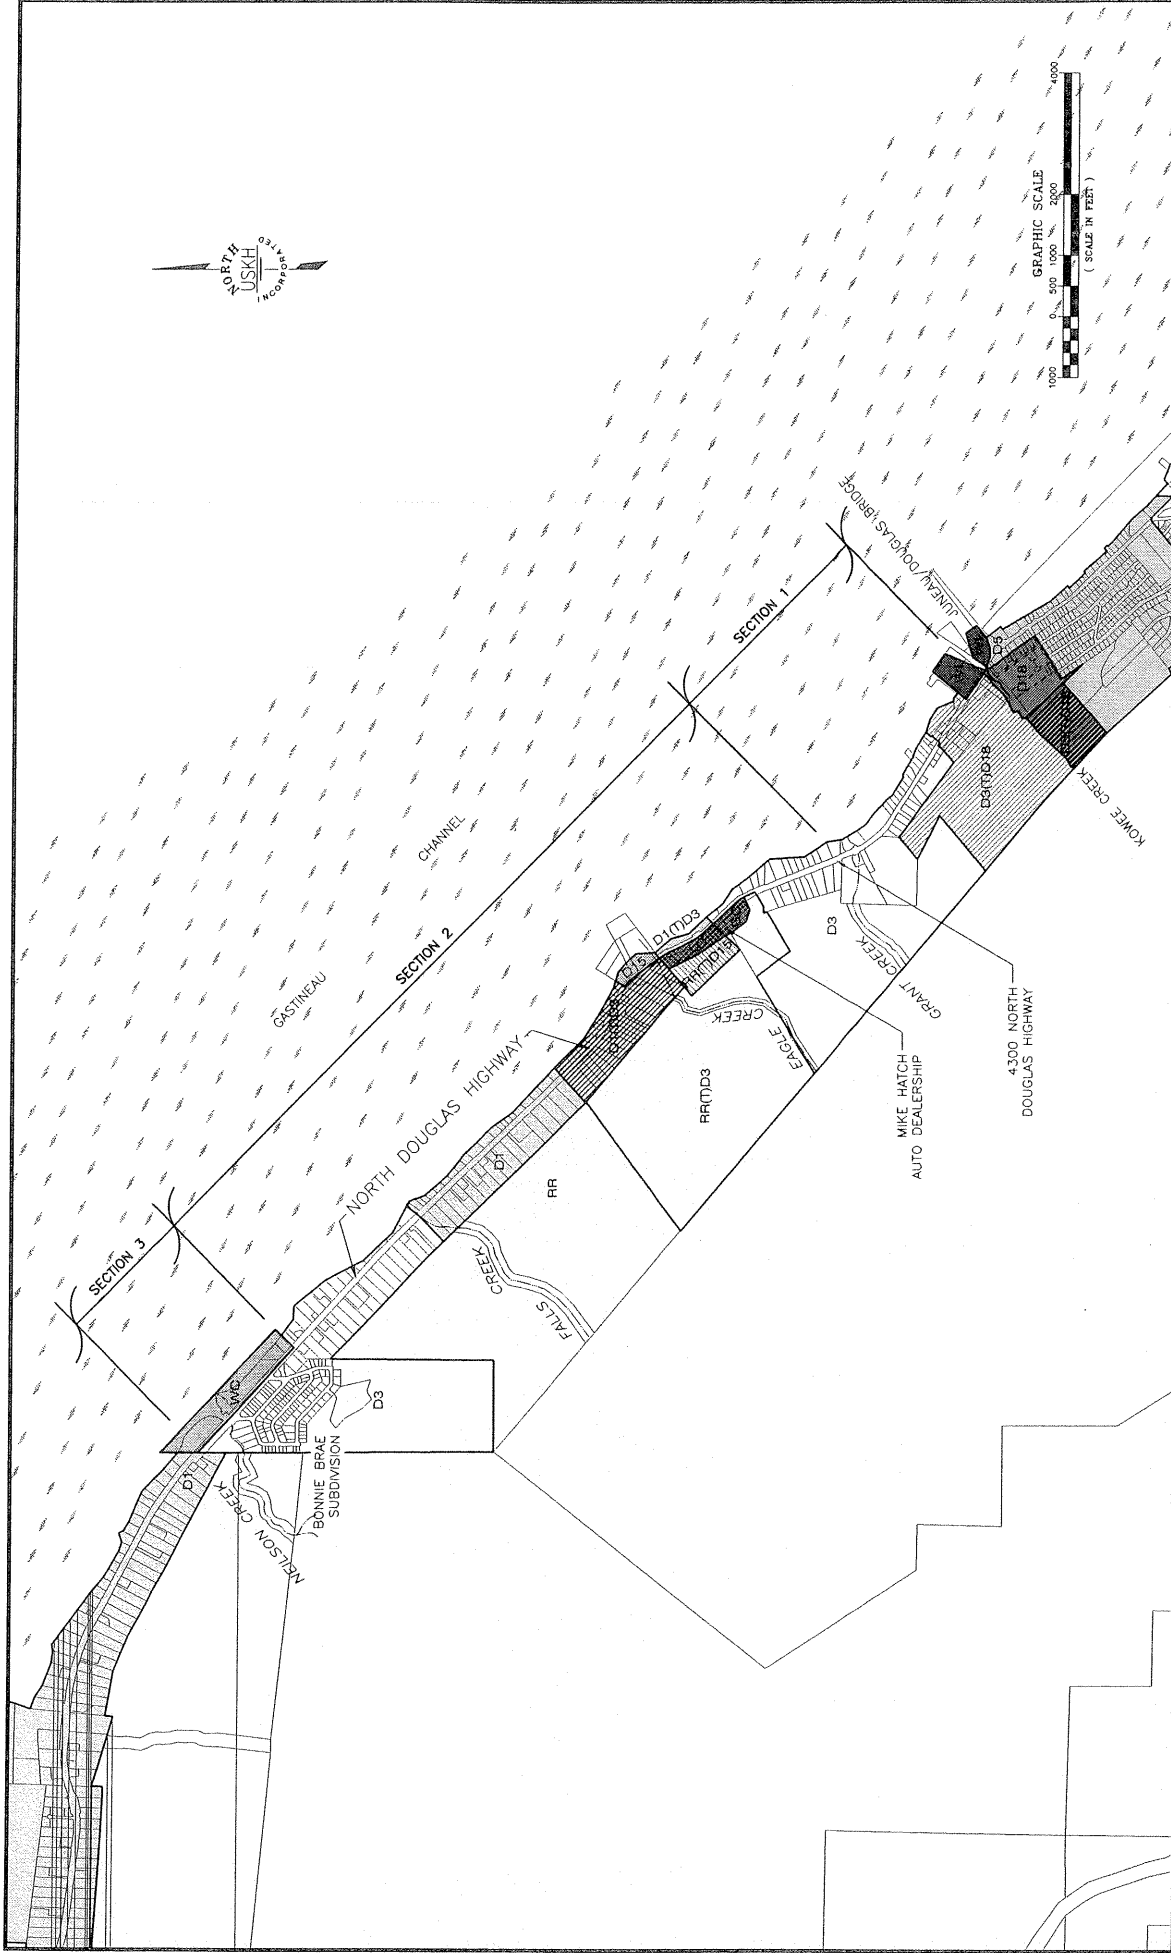 NORTH
USKH
INCORPORATED
GRAPHIC SCALE
1000 0 500 1000 2000 4000
( SCALE IN FEET )
SECTION 3
SECTION 2
SECTION 1
GASTINEAU
CHANNEL
JUNEAU/DOUGLAS BRIDGE
NORTH DOUGLAS HIGHWAY
D1
WC
D3
NEILSON CREEK
BONNIE BRAE
SUBDIVISION
FALLS
CREEK
RR
D1
RR(T)D3
EAGLE
CREEK
D15
D1(T)D3
RR(T)D15
MIKE HATCH
AUTO DEALERSHIP
D3
GRANT
CREEK
4300 NORTH
DOUGLAS HIGHWAY
D3(T)D18
D18
D5
KOWEE CREEK